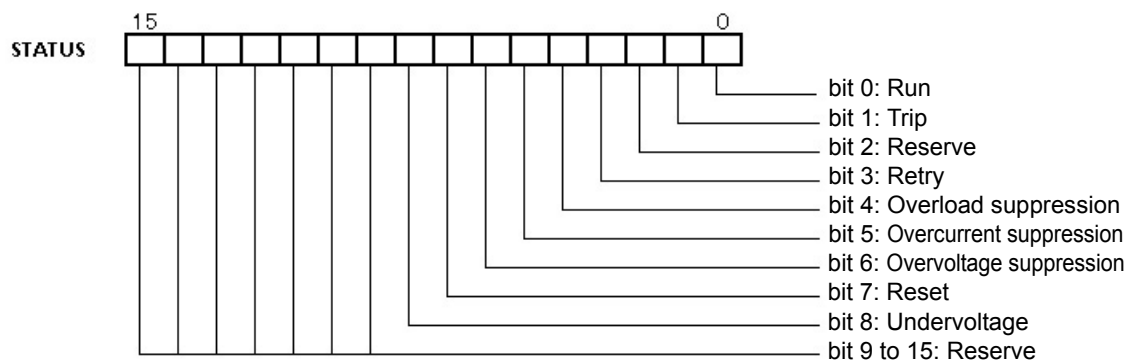 15 0
STATUS
bit 0: Run
bit 1: Trip
bit 2: Reserve
bit 3: Retry
bit 4: Overload suppression
bit 5: Overcurrent suppression
bit 6: Overvoltage suppression
bit 7: Reset
bit 8: Undervoltage
bit 9 to 15: Reserve